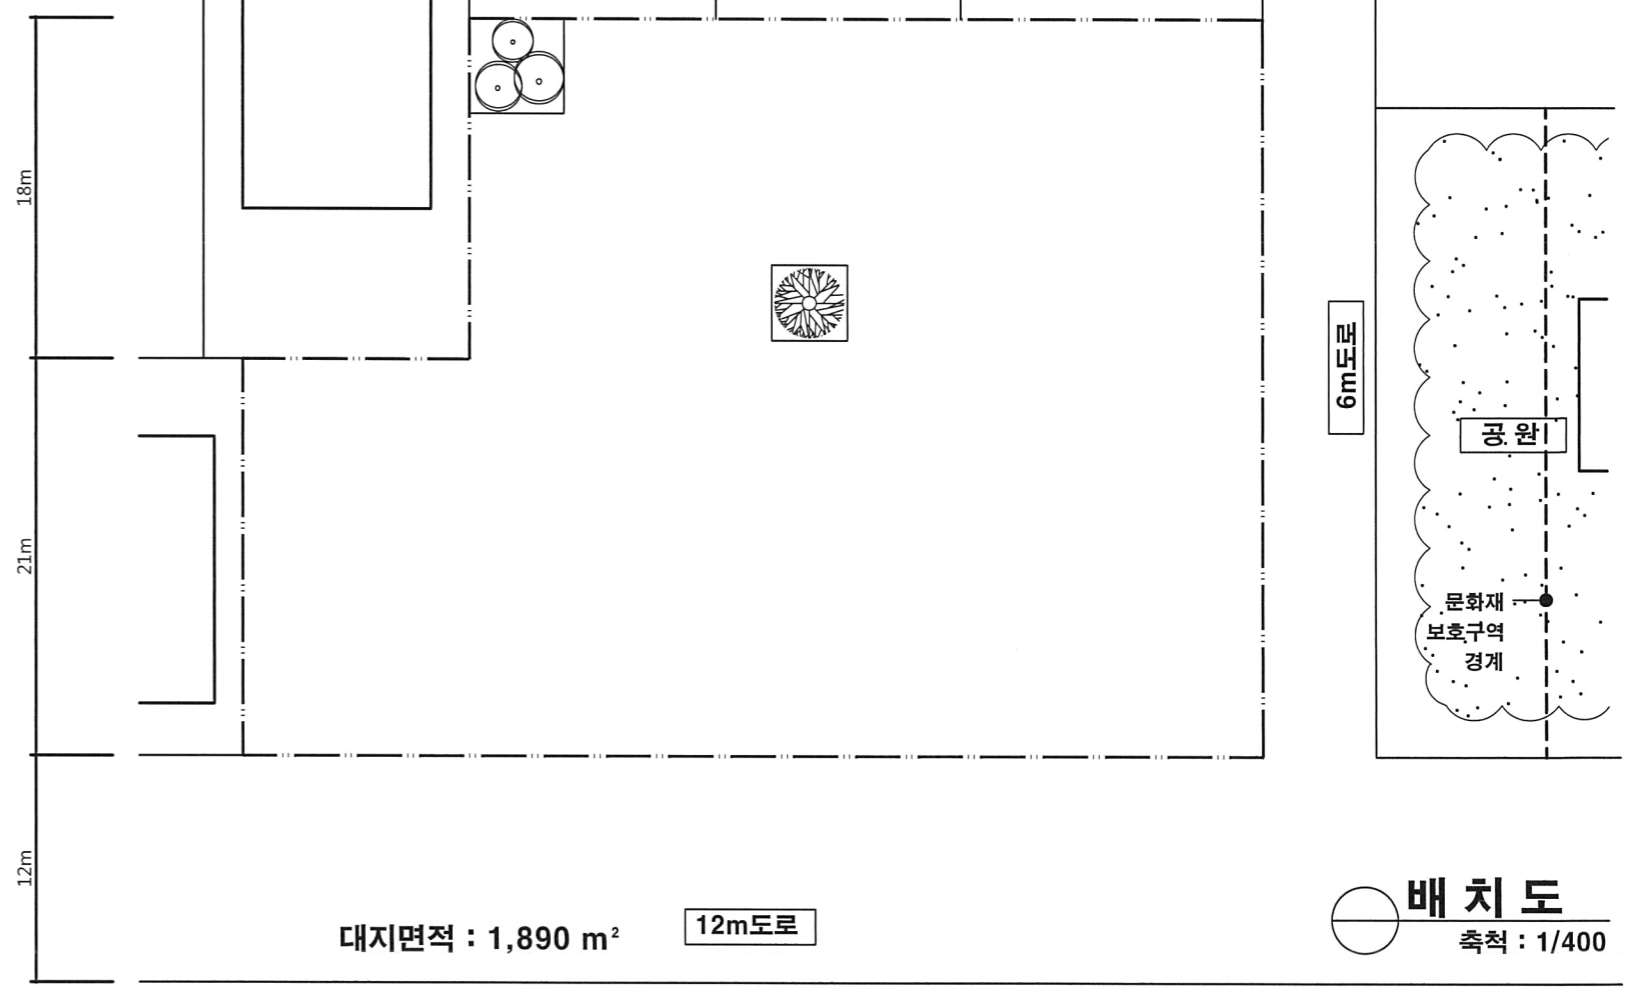 18m
6m도로
공 완
21m
문화재
보호구역
경계
12m
대지면적 : 1,890 m²
12m도로
배 치 도
축척 : 1/400